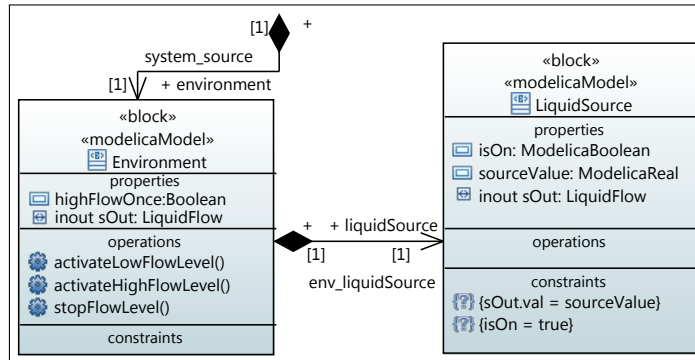 [1] +
system_source
[1] + environment
«block»
«modelicaModel»
Environment
properties
highFlowOnce:Boolean
inout sOut: LiquidFlow
operations
activateLowFlowLevel()
activateHighFlowLevel()
stopFlowLevel()
constraints
+ + liquidSource
[1] [1]
env_liquidSource
«block»
«modelicaModel»
LiquidSource
properties
isOn: ModelicaBoolean
sourceValue: ModelicaReal
inout sOut: LiquidFlow
operations
constraints
{sOut.val = sourceValue}
{isOn = true}